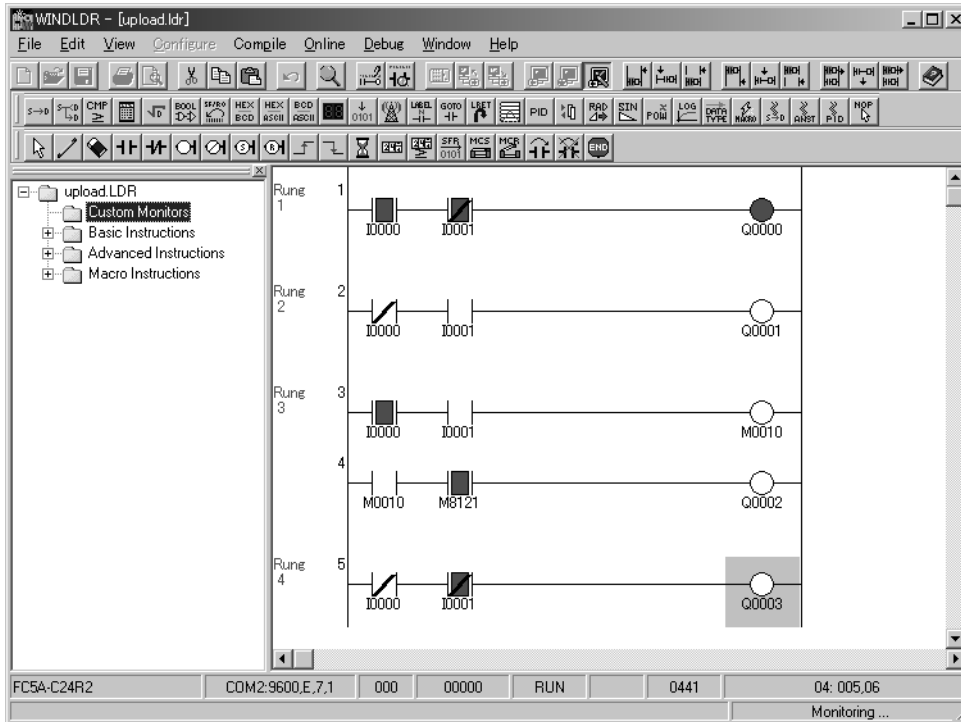 WINDLDR - [upload.ldr]
File Edit View Configure Compile Online Debug Window Help
CMP BOOL HEX BCD HEX ASCII BCD ASCII 0101 LABEL GOTO LRET PID RAD SIN LOG DATA TYPE MACRO PID NOP
SFR 0101 MCS MCR END
upload.LDR
Custom Monitors
Basic Instructions
Advanced Instructions
Macro Instructions
Rung 1
1
I0000 I0001 Q0000
Rung 2
2
I0000 I0001 Q0001
Rung 3
3
I0000 I0001 M0010
4
M0010 M8121 Q0002
Rung 5
4
I0000 I0001 Q0003
FC5A-C24R2 COM2:9600,E,7,1 000 00000 RUN 0441 04: 005,06
Monitoring ...